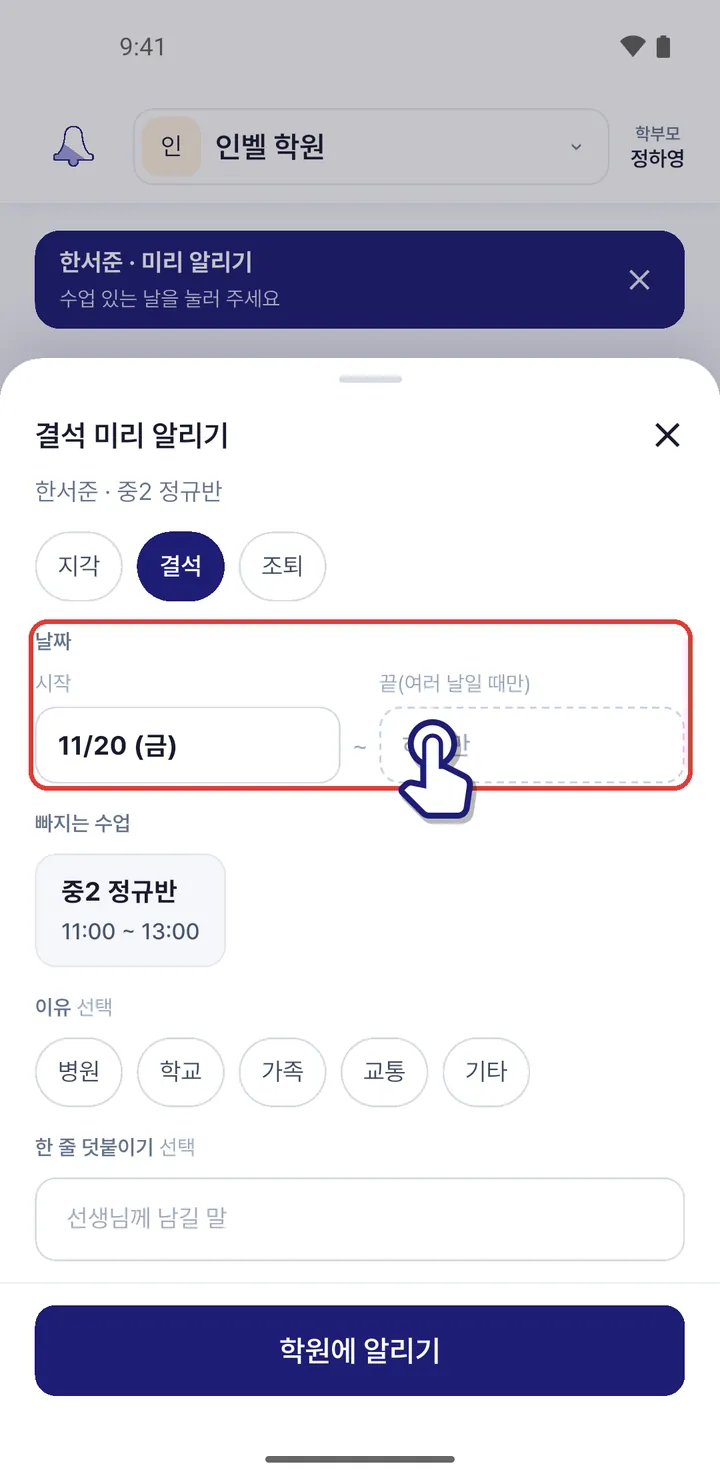 9:41
인 인벨 학원
학부모
정하영
한서준 · 미리 알리기
수업 있는 날을 눌러 주세요
결석 미리 알리기
한서준 · 중2 정규반
지각 결석 조퇴
날짜
시작 끝(여러 날일 때만)
11/20 (금) ~
빠지는 수업
중2 정규반
11:00 ~ 13:00
이유 선택
병원 학교 가족 교통 기타
한 줄 덧붙이기 선택
선생님께 남길 말
학원에 알리기